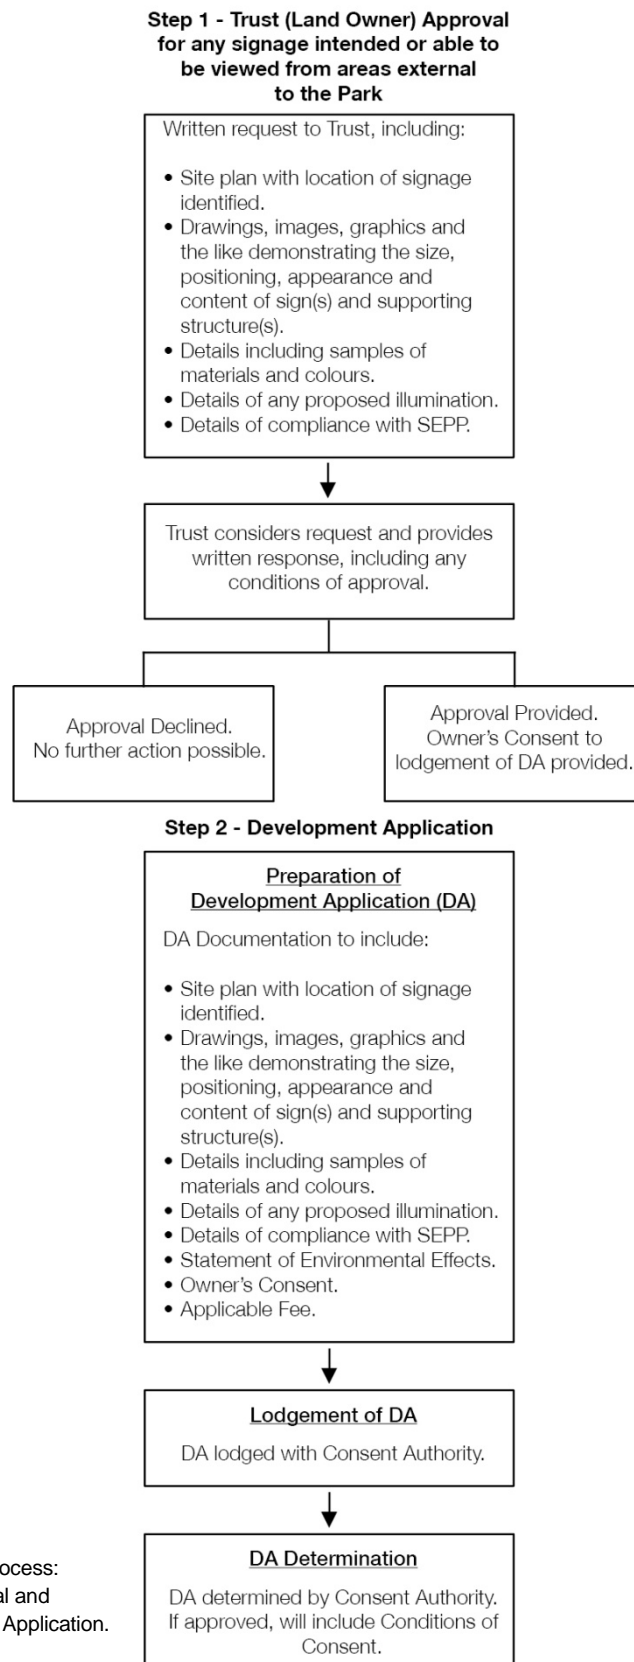 Step 1 - Trust (Land Owner) Approval
for any signage intended or able to
be viewed from areas external
to the Park
Written request to Trust, including:
• Site plan with location of signage
identified.
• Drawings, images, graphics and
the like demonstrating the size,
positioning, appearance and
content of sign(s) and supporting
structure(s).
• Details including samples of
materials and colours.
• Details of any proposed illumination.
• Details of compliance with SEPP.
Trust considers request and provides
written response, including any
conditions of approval.
Approval Declined.
No further action possible.
Approval Provided.
Owner's Consent to
lodgement of DA provided.
Step 2 - Development Application
Preparation of
Development Application (DA)
DA Documentation to include:
• Site plan with location of signage
identified.
• Drawings, images, graphics and
the like demonstrating the size,
positioning, appearance and
content of sign(s) and supporting
structure(s).
• Details including samples of
materials and colours.
• Details of any proposed illumination.
• Details of compliance with SEPP.
• Statement of Environmental Effects.
• Owner's Consent.
• Applicable Fee.
Lodgement of DA
DA lodged with Consent Authority.
DA Determination
DA determined by Consent Authority.
If approved, will include Conditions of
Consent.
ocess:
al and
Application.